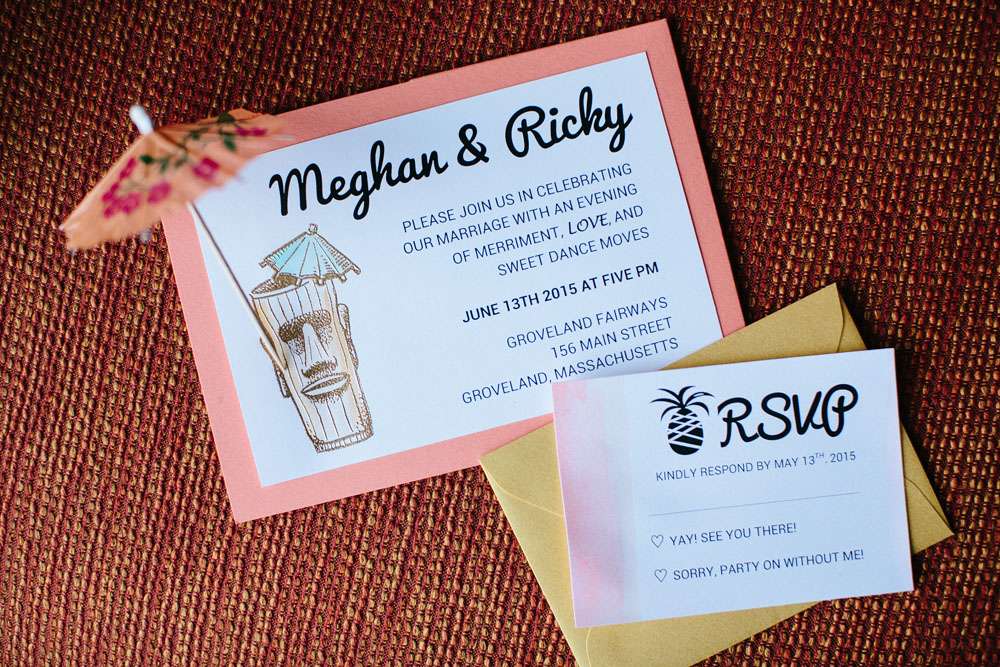 Meghan & Ricky
PLEASE JOIN US IN CELEBRATING
OUR MARRIAGE WITH AN EVENING
OF MERRIMENT, LOVE, AND
SWEET DANCE MOVES
JUNE 13TH 2015 AT FIVE PM
GROVELAND FAIRWAYS
156 MAIN STREET
GROVELAND, MASSACHUSETTS
RSVP
KINDLY RESPOND BY MAY 13TH, 2015
YAY! SEE YOU THERE!
SORRY, PARTY ON WITHOUT ME!